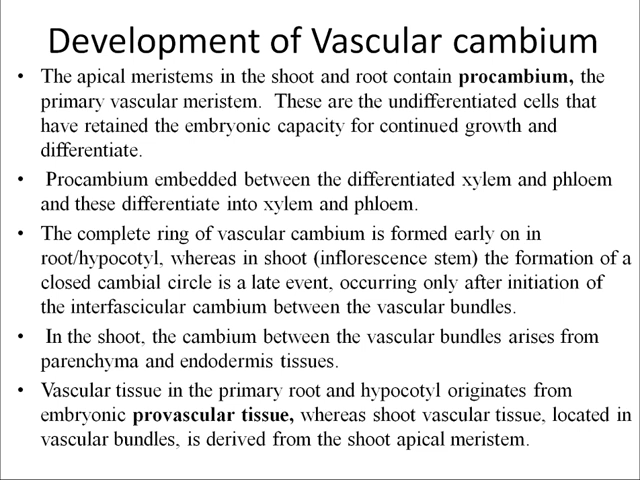 Development of Vascular cambium
• The apical meristems in the shoot and root contain procambium, the
primary vascular meristem. These are the undifferentiated cells that
have retained the embryonic capacity for continued growth and
differentiate.
• Procambium embedded between the differentiated xylem and phloem
and these differentiate into xylem and phloem.
• The complete ring of vascular cambium is formed early on in
root/hypocotyl, whereas in shoot (inflorescence stem) the formation of a
closed cambial circle is a late event, occurring only after initiation of
the interfascicular cambium between the vascular bundles.
• In the shoot, the cambium between the vascular bundles arises from
parenchyma and endodermis tissues.
• Vascular tissue in the primary root and hypocotyl originates from
embryonic provascular tissue, whereas shoot vascular tissue, located in
vascular bundles, is derived from the shoot apical meristem.